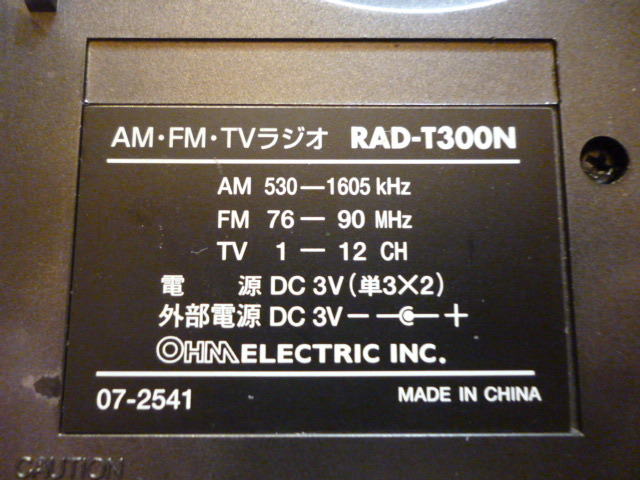 AM・FM・TVラジオ RAD-T300N
AM 530—1605 kHz
FM 76— 90 MHz
TV 1 — 12 CH
電 源 DC 3V(単3×2)
外部電源 DC 3V − +
OHM ELECTRIC INC.
07-2541 MADE IN CHINA
CAUTION